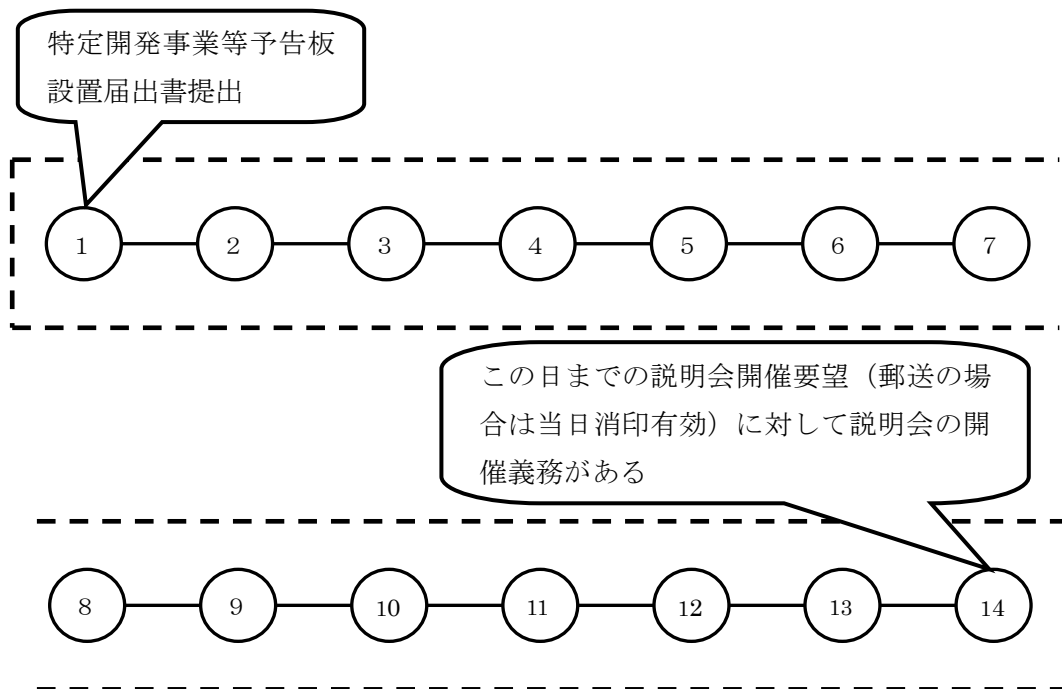 特定開発事業等予告板
設置届出書提出
1 2 3 4 5 6 7
この日までの説明会開催要望（郵送の場
合は当日消印有効）に対して説明会の開
催義務がある
8 9 10 11 12 13 14